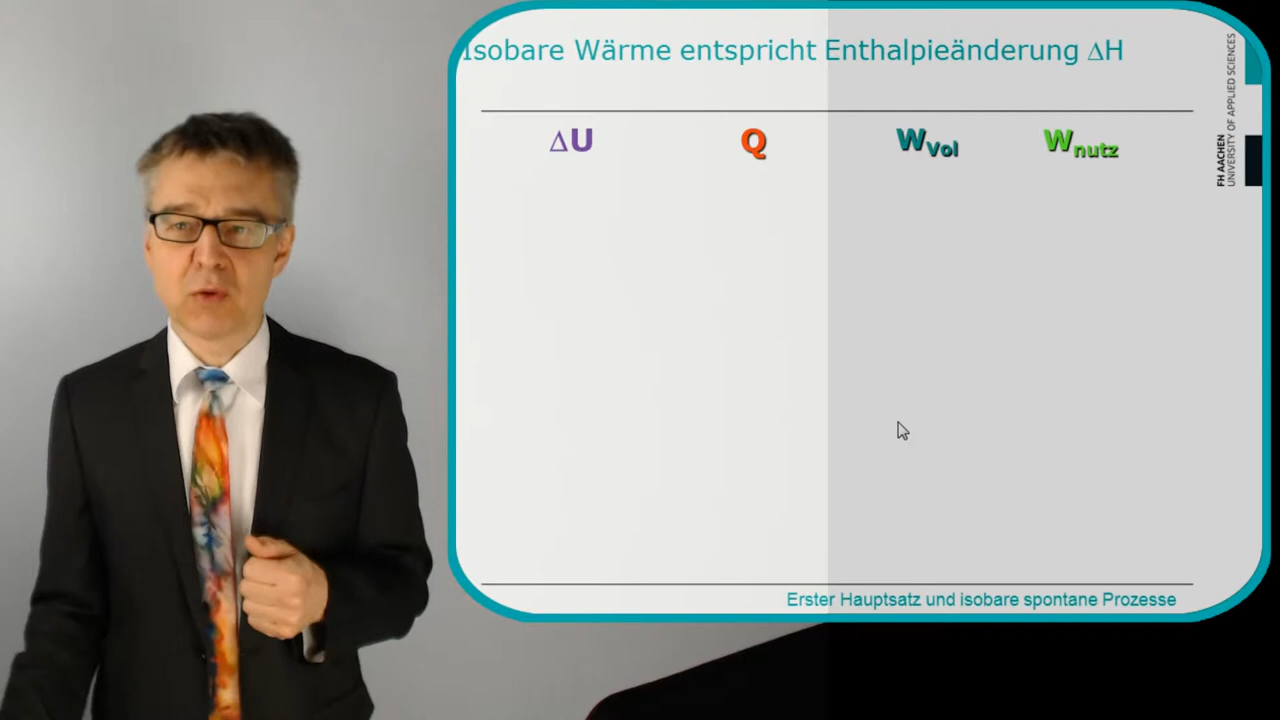 Isobare Wärme entspricht Enthalpieänderung ΔH
ΔU Q WVol Wnutz
FH AACHEN
UNIVERSITY OF APPLIED SCIENCES
Erster Hauptsatz und isobare spontane Prozesse